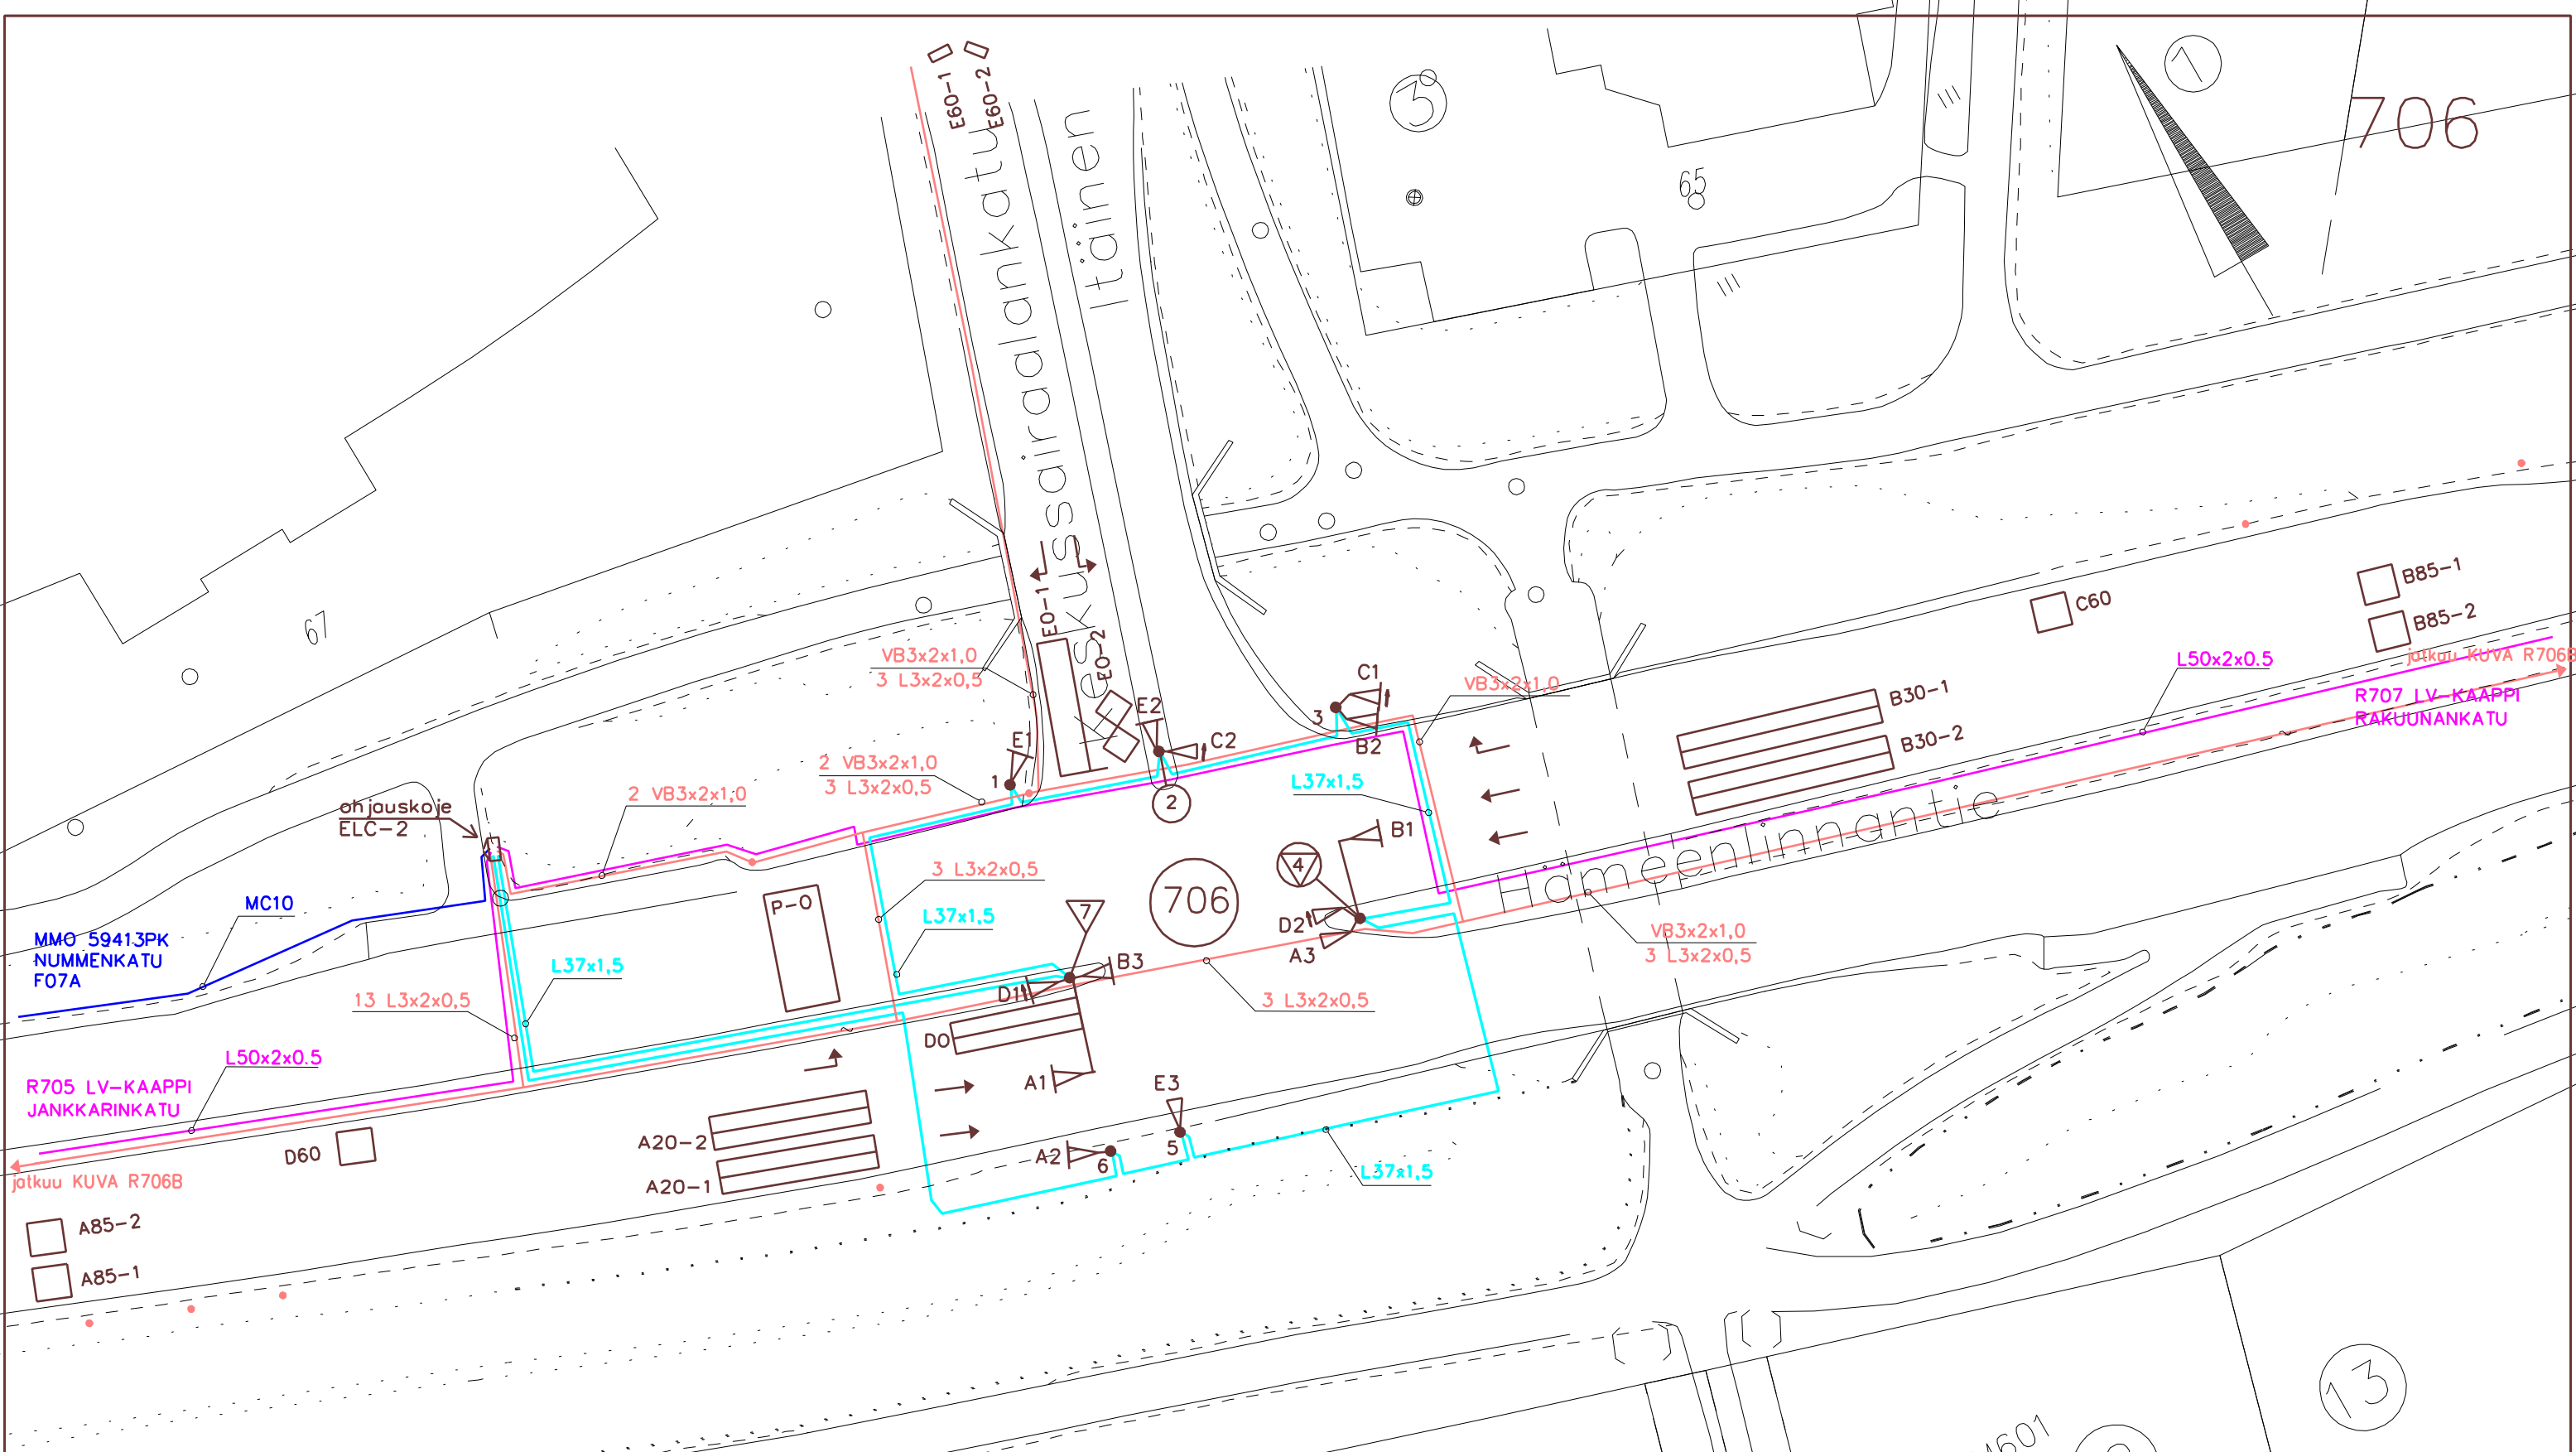 706
1
3
65
E60-1
E60-2
Itäinen
eskussairaalankatu
67
B85-1
B85-2
C60
jatkuu KUVA R706B
L50x2x0.5
R707 LV-KAAPPI
RAKUUNANKATU
B30-1
B30-2
VB3x2x1,0
3 L3x2x0,5
E0-1
E0-2
E2
E1
C2
C1
3
B2
VB3x2x1,0
1
2
2 VB3x2x1,0
3 L3x2x0,5
L37x1,5
ohjauskoje
ELC-2
2 VB3x2x1,0
B1
4
Hämeenlinnantie
3 L3x2x0,5
L37x1,5
P-0
706
7
D2
A3
B3
D1
VB3x2x1,0
3 L3x2x0,5
MC10
MMO 59413PK
NUMMENKATU
F07A
L37x1,5
13 L3x2x0,5
3 L3x2x0,5
D0
A1
E3
L50x2x0.5
R705 LV-KAAPPI
JANKKARINKATU
D60
A20-2
A20-1
A2
6
5
L37x1,5
jatkuu KUVA R706B
A85-2
A85-1
13